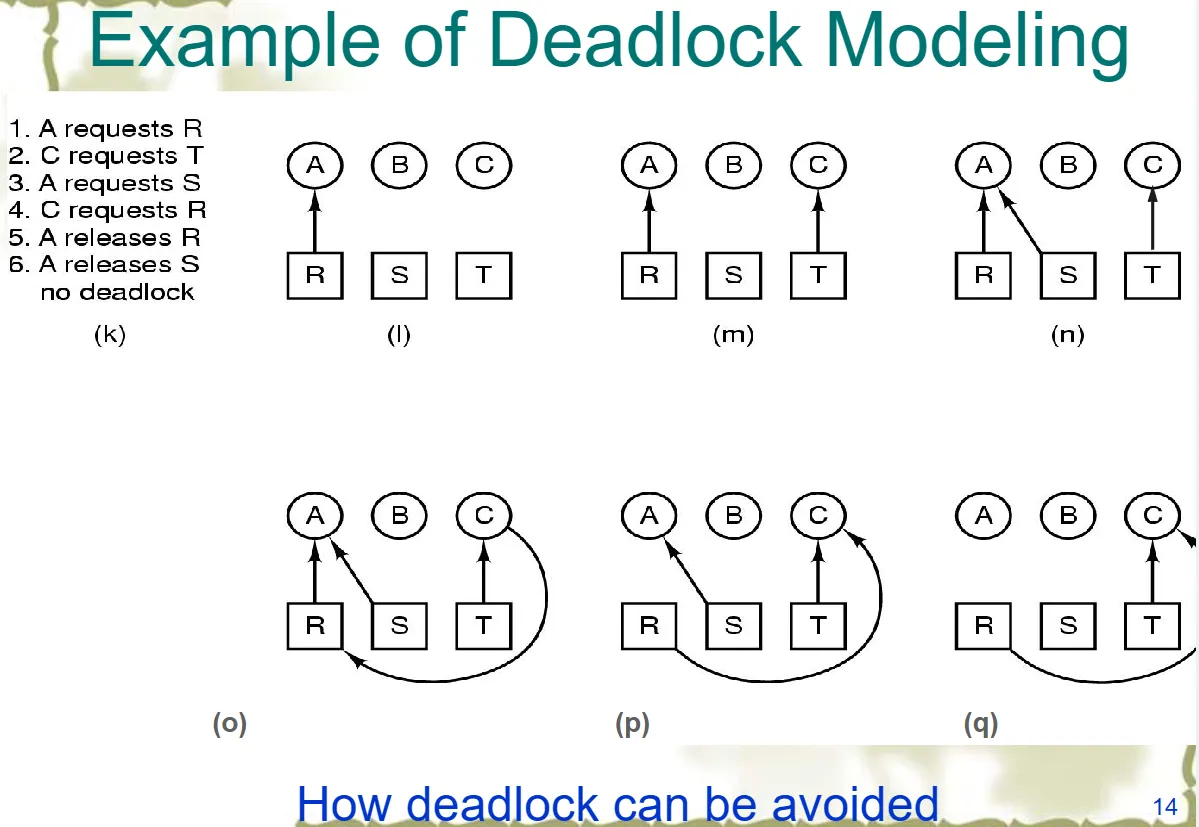 Example of Deadlock Modeling
1. A requests R
2. C requests T
3. A requests S
4. C requests R
5. A releases R
6. A releases S
no deadlock
(k)
A B C
R S T
(l)
A B C
R S T
(m)
A B C
R S T
(n)
A B C
R S T
(o)
A B C
R S T
(p)
A B C
R S T
(q)
How deadlock can be avoided
14